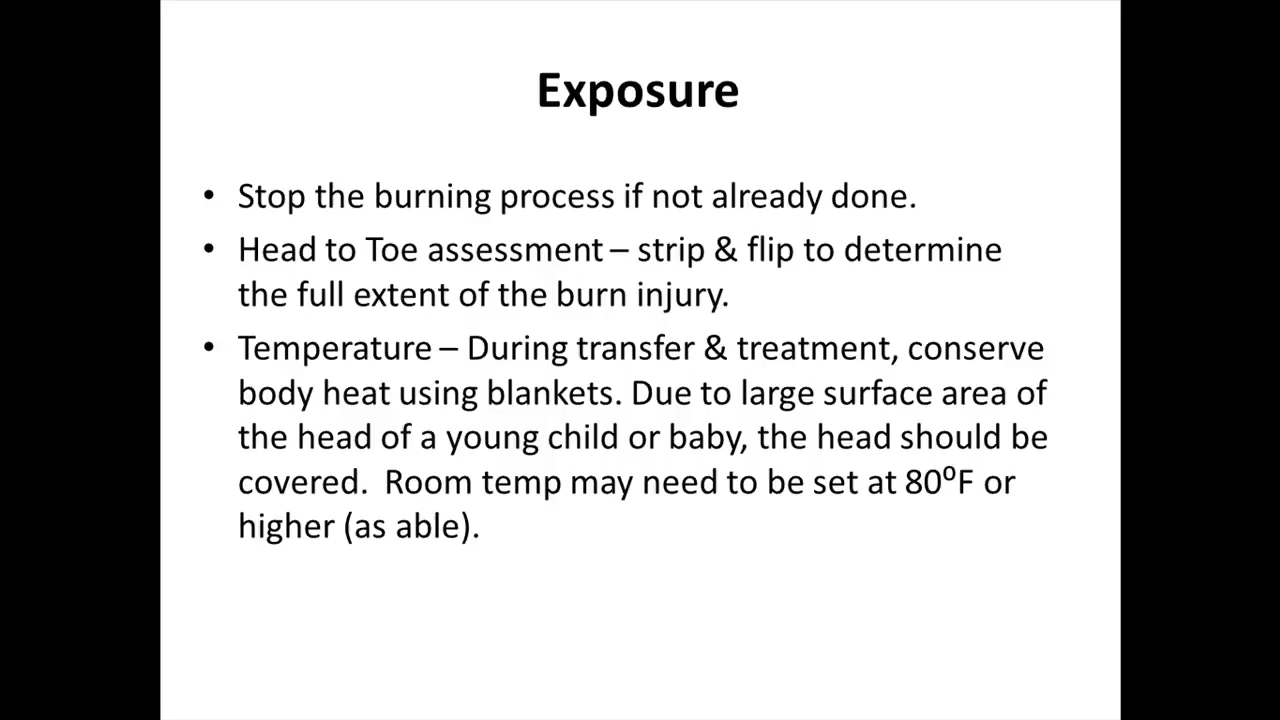 Exposure
• Stop the burning process if not already done.
• Head to Toe assessment – strip & flip to determine
the full extent of the burn injury.
• Temperature – During transfer & treatment, conserve
body heat using blankets. Due to large surface area of
the head of a young child or baby, the head should be
covered.  Room temp may need to be set at 80⁰F or
higher (as able).